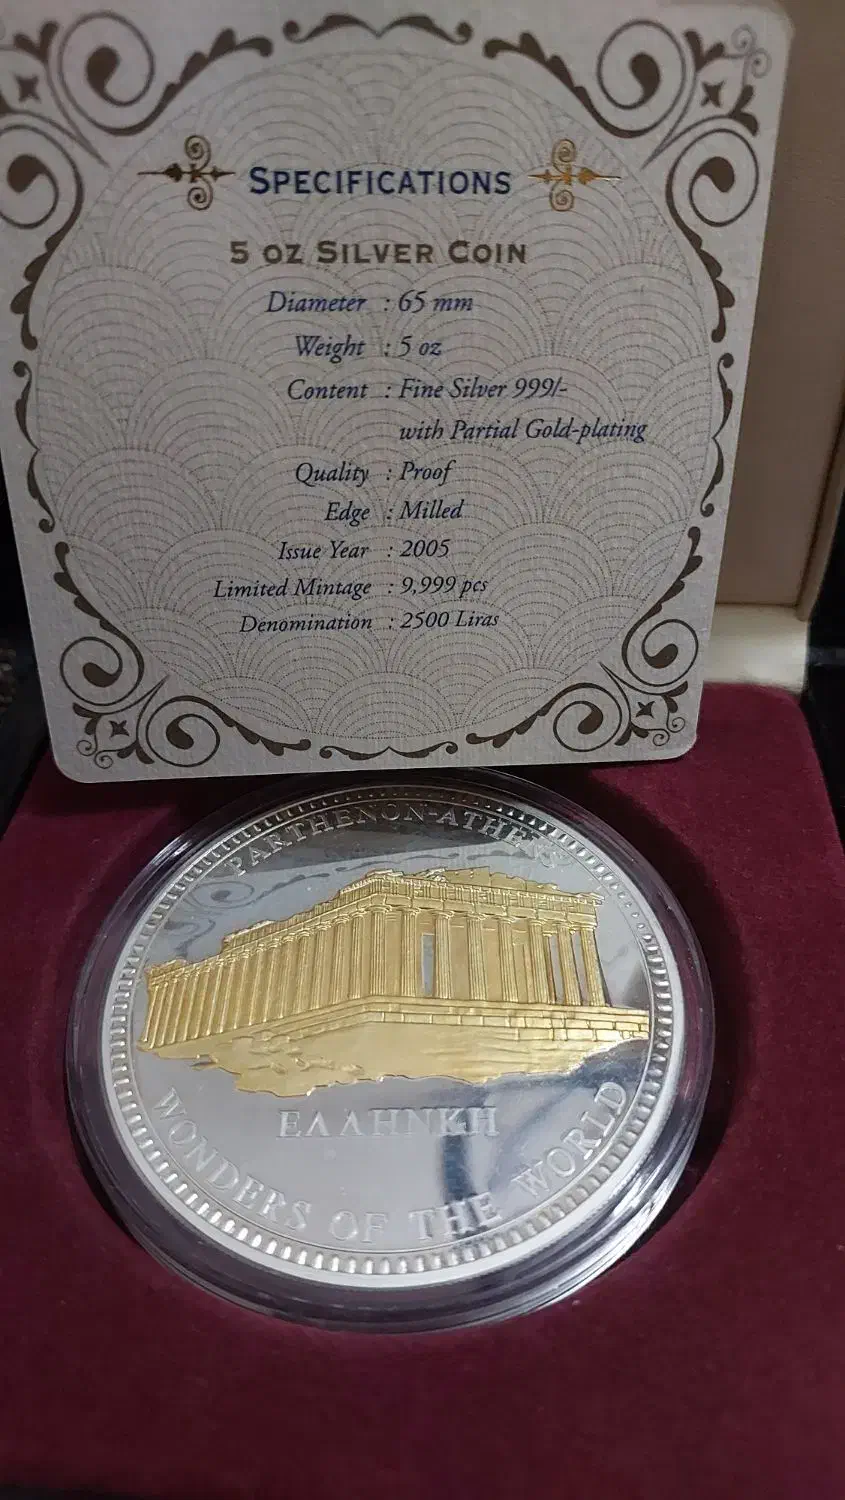 SPECIFICATIONS
5 OZ SILVER COIN
Diameter : 65 mm
Weight : 5 oz
Content : Fine Silver 999/-
with Partial Gold-plating
Quality : Proof
Edge : Milled
Issue Year : 2005
Limited Mintage : 9,999 pcs
Denomination : 2500 Liras
PARTHENON-ATHENS
ΕΛΛΗΝΚΗ
WONDERS OF THE WORLD